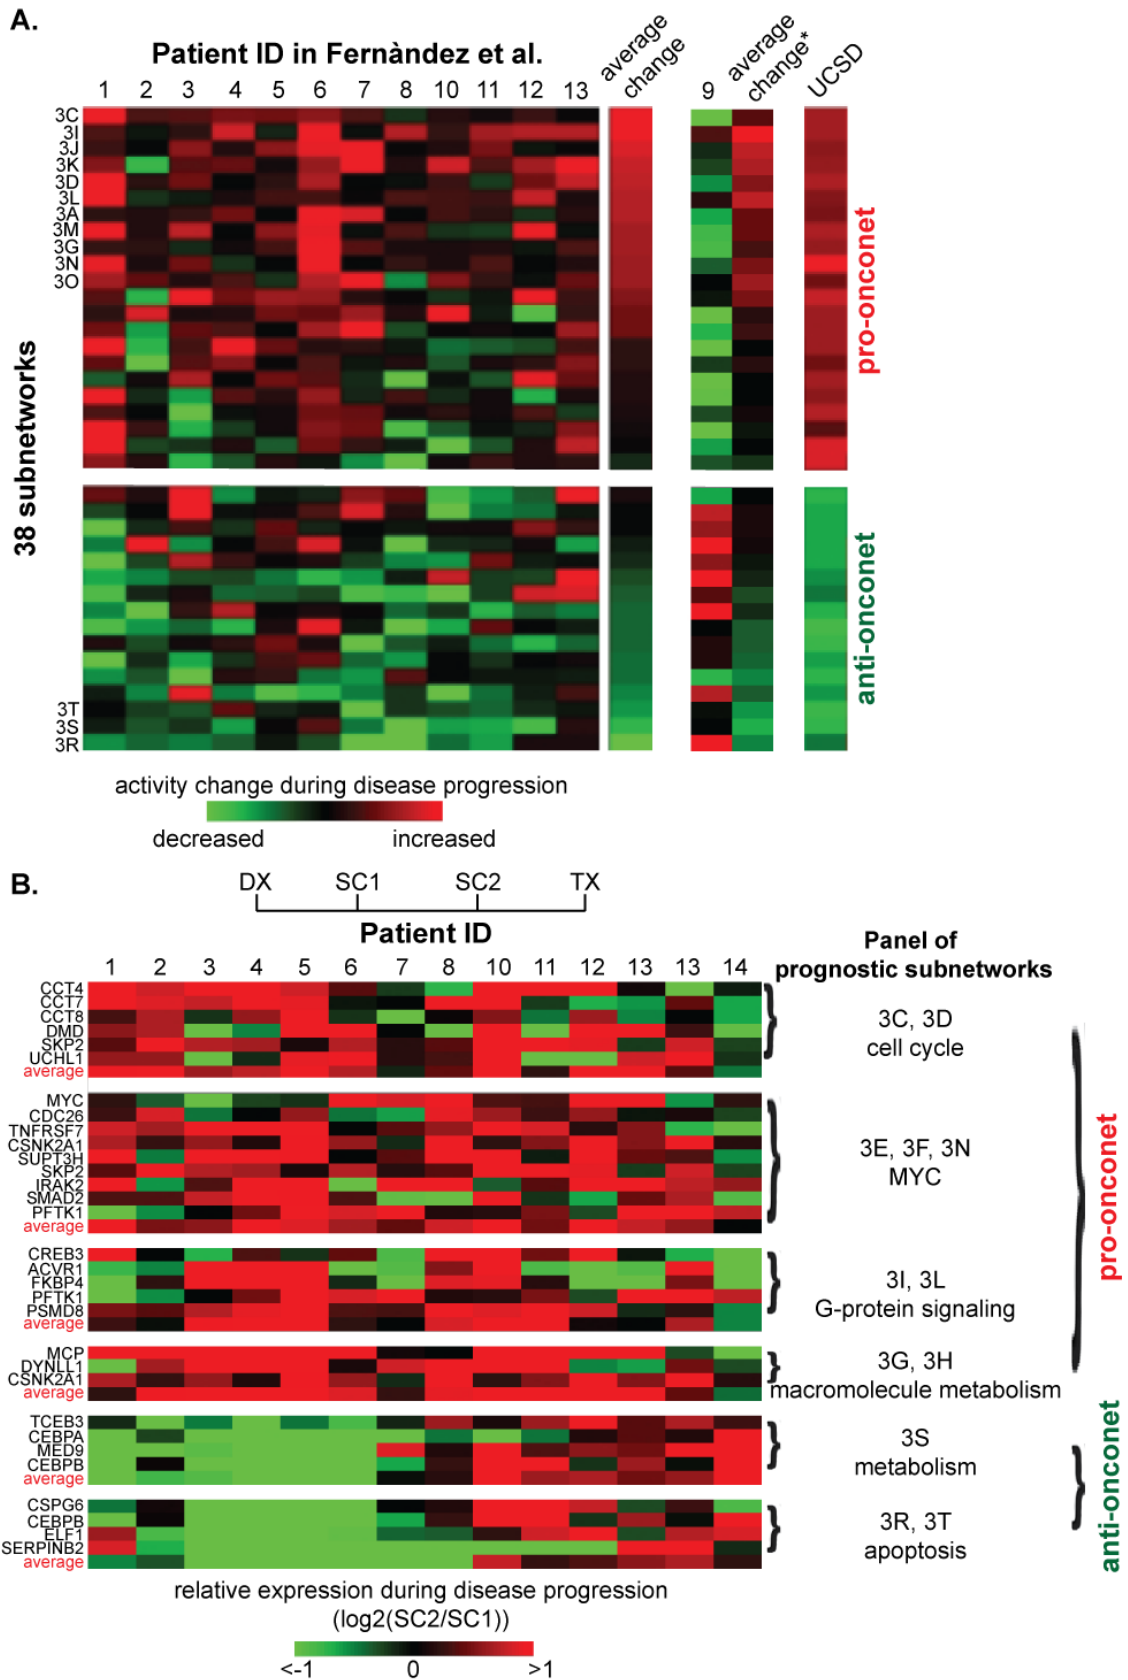 A.
Patient ID in Fernàndez et al.
average
change
average
change*
UCSD
1 2 3 4 5 6 7 8 10 11 12 13
9
3C
3I
3J
3K
3D
3L
3A
3M
3G
3N
3O
38 subnetworks
pro-onconet
anti-onconet
3T
3S
3R
activity change during disease progression
decreased
increased
B.
DX SC1 SC2 TX
Patient ID
Panel of
prognostic subnetworks
1 2 3 4 5 6 7 8 10 11 12 13 13 14
CCT4
CCT7
CCT8
DMD
SKP2
UCHL1
average
3C, 3D
cell cycle
MYC
CDC26
TNFRSF7
CSNK2A1
SUPT3H
SKP2
IRAK2
SMAD2
PFTK1
average
3E, 3F, 3N
MYC
CREB3
ACVR1
FKBP4
PFTK1
PSMD8
average
3I, 3L
G-protein signaling
MCP
DYNLL1
CSNK2A1
average
3G, 3H
macromolecule metabolism
pro-onconet
TCEB3
CEBPA
MED9
CEBPB
average
3S
metabolism
CSPG6
CEBPB
ELF1
SERPINB2
average
3R, 3T
apoptosis
anti-onconet
relative expression during disease progression
(log2(SC2/SC1))
<-1 0 >1